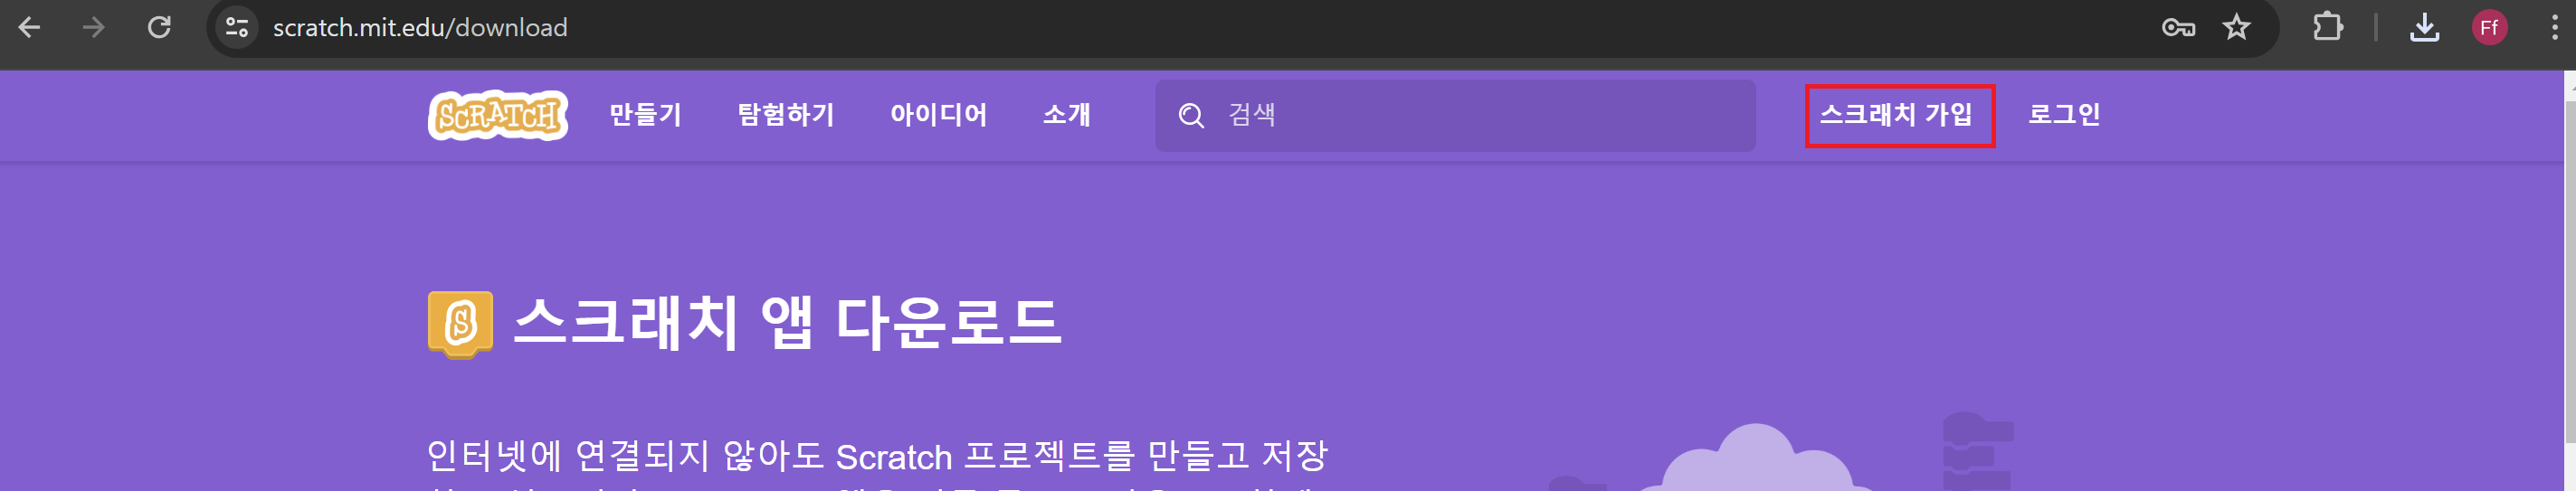 scratch.mit.edu/download
Ff
SCRATCH 만들기 탐험하기 아이디어 소개 검색 스크래치 가입 로그인
S 스크래치 앱 다운로드
인터넷에 연결되지 않아도 Scratch 프로젝트를 만들고 저장